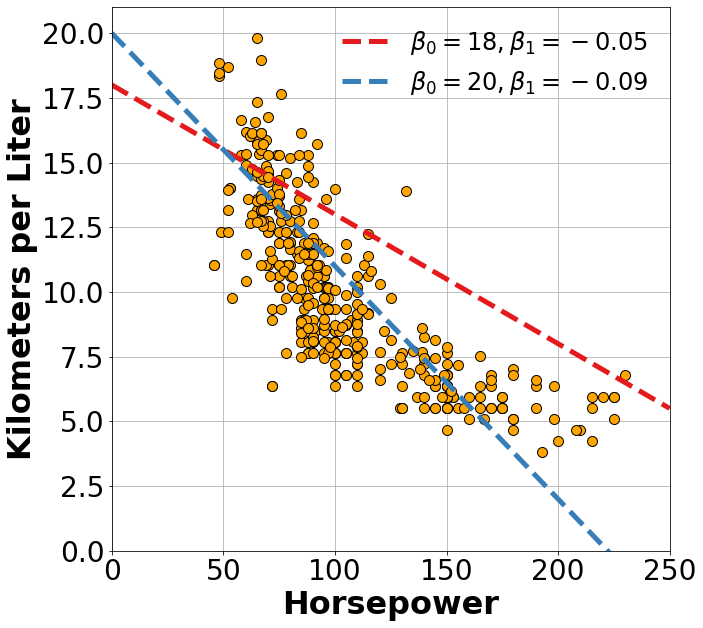 20.0
17.5
15.0
12.5
10.0
7.5
5.0
2.5
0.0
Kilometers per Liter
β₀ = 18, β₁ = −0.05
β₀ = 20, β₁ = −0.09
0 50 100 150 200 250
Horsepower